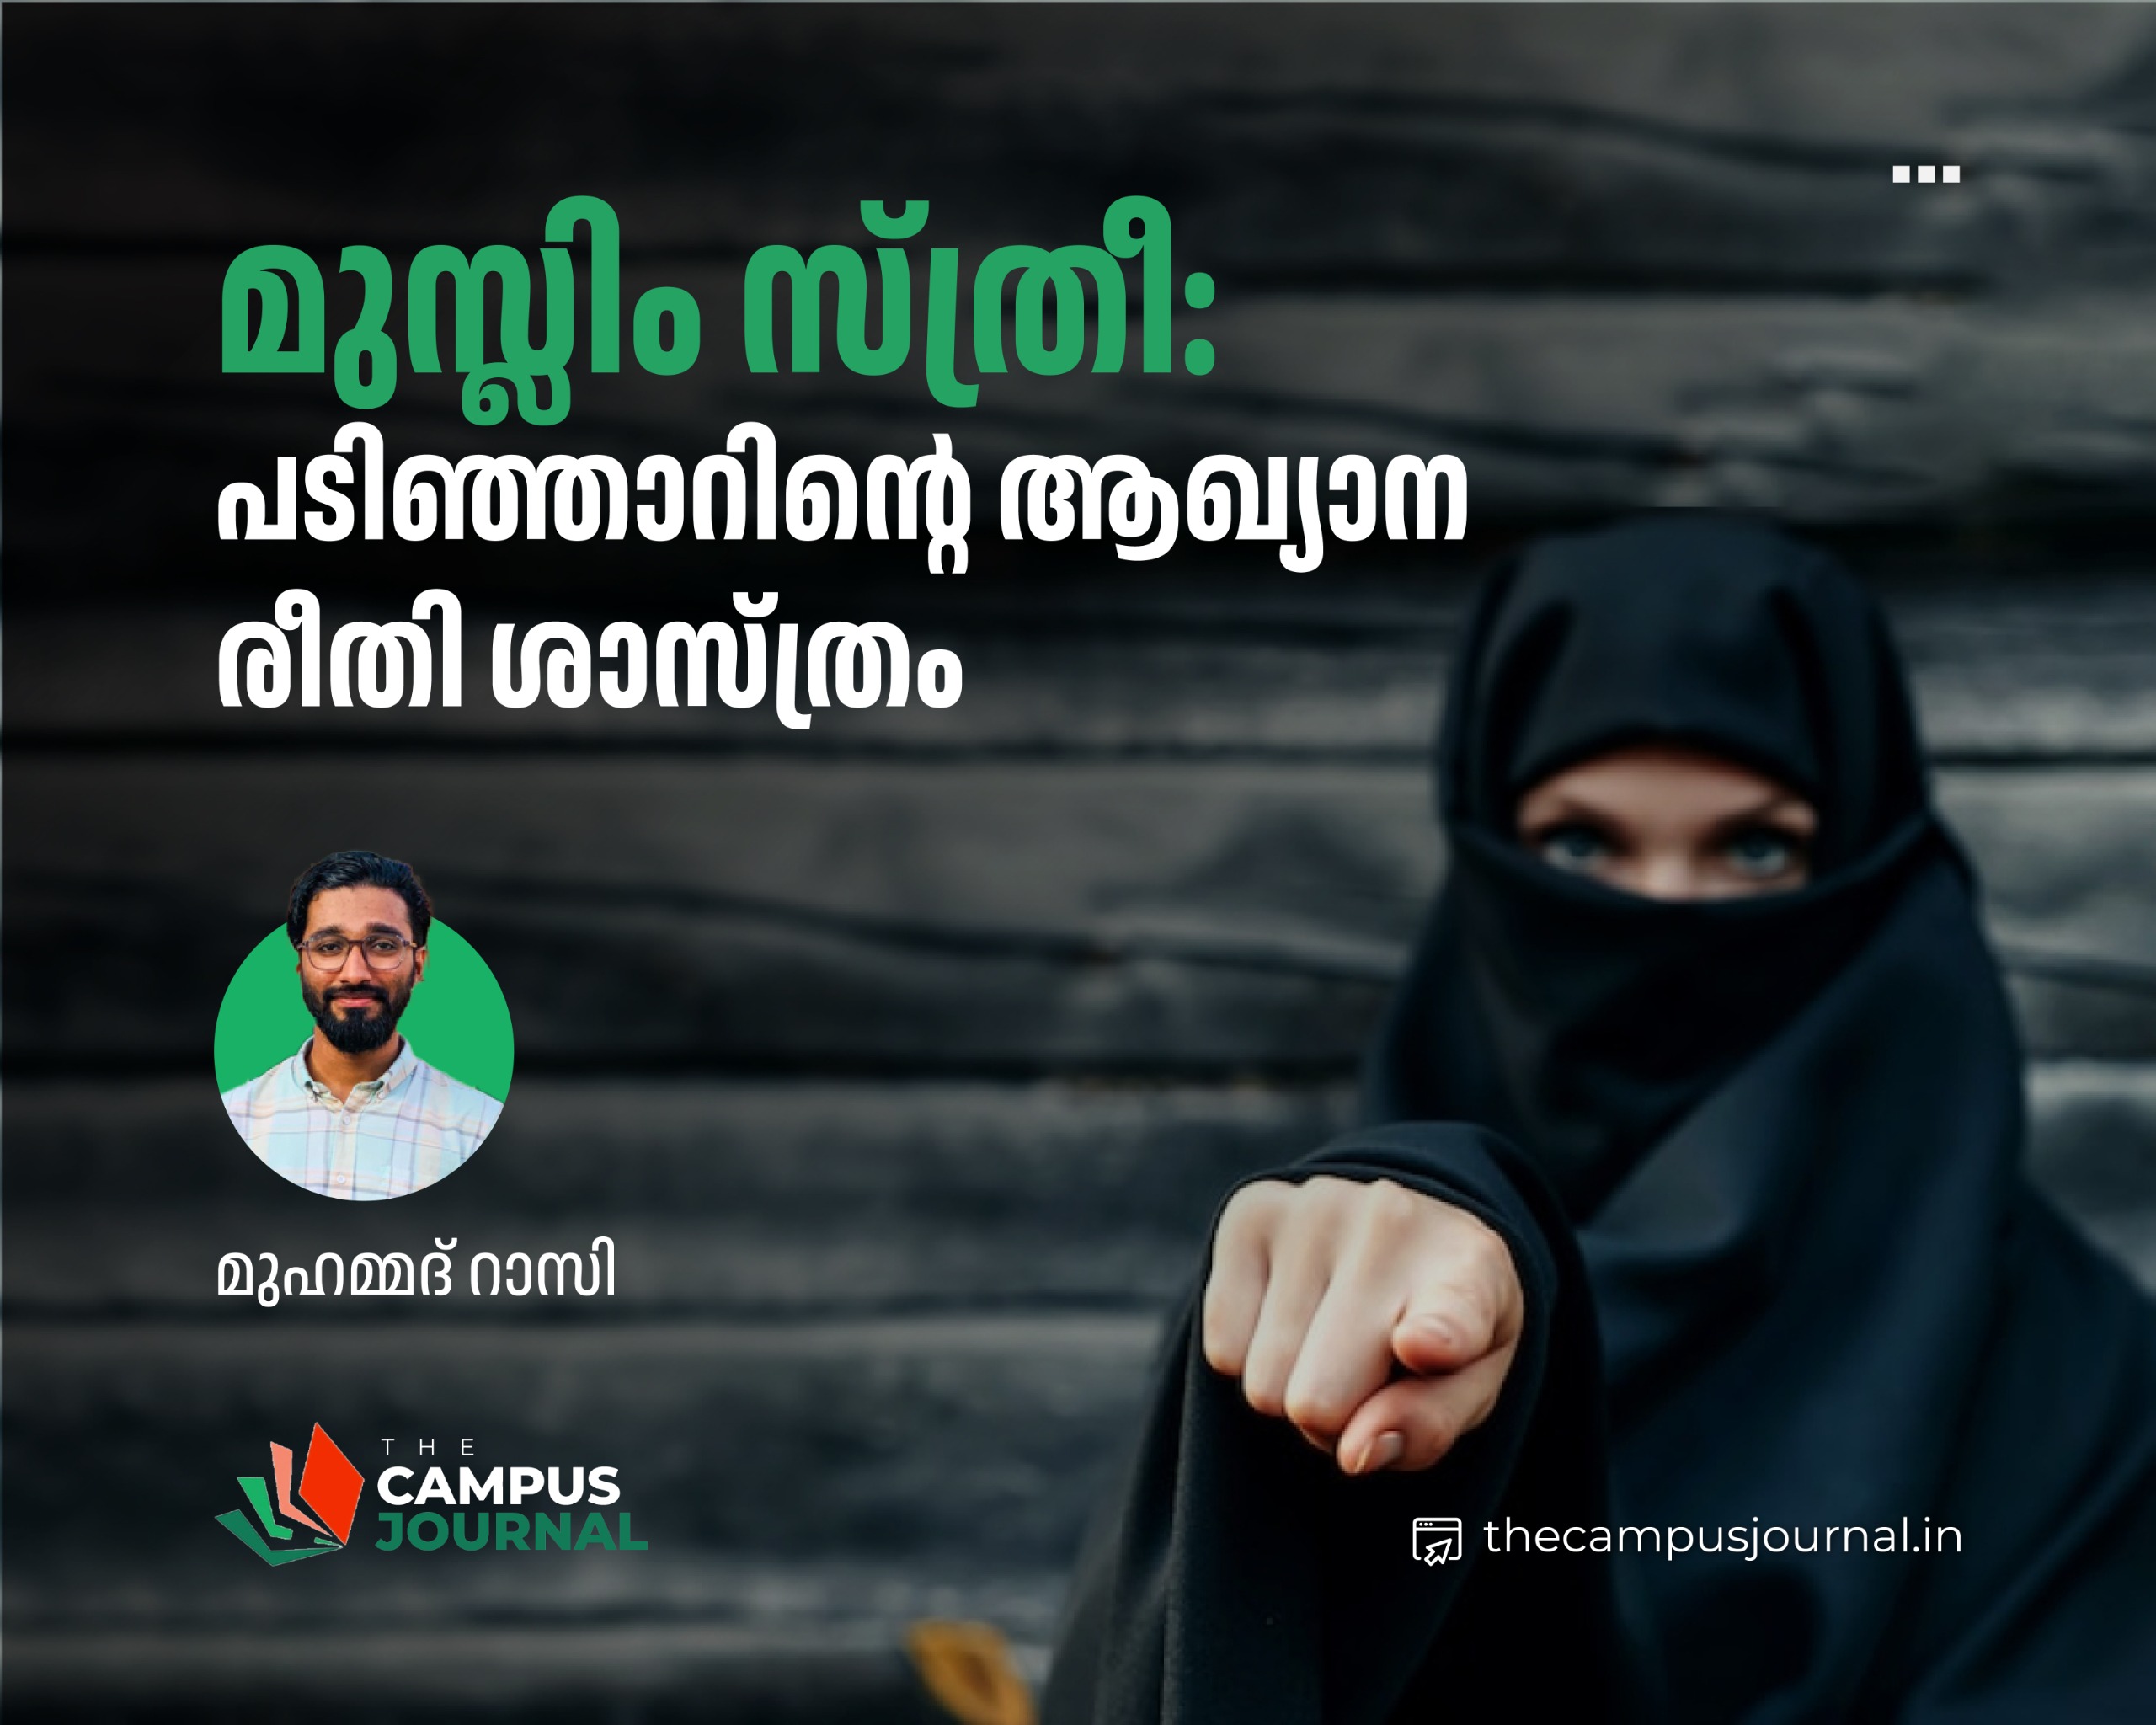 മുസ്ലിം സ്ത്രീ:
പടിഞ്ഞാറിന്റെ ആഖ്യാന
രീതി ശാസ്ത്രം
മുഹമ്മദ് റാസി
THE
CAMPUS
JOURNAL
thecampusjournal.in